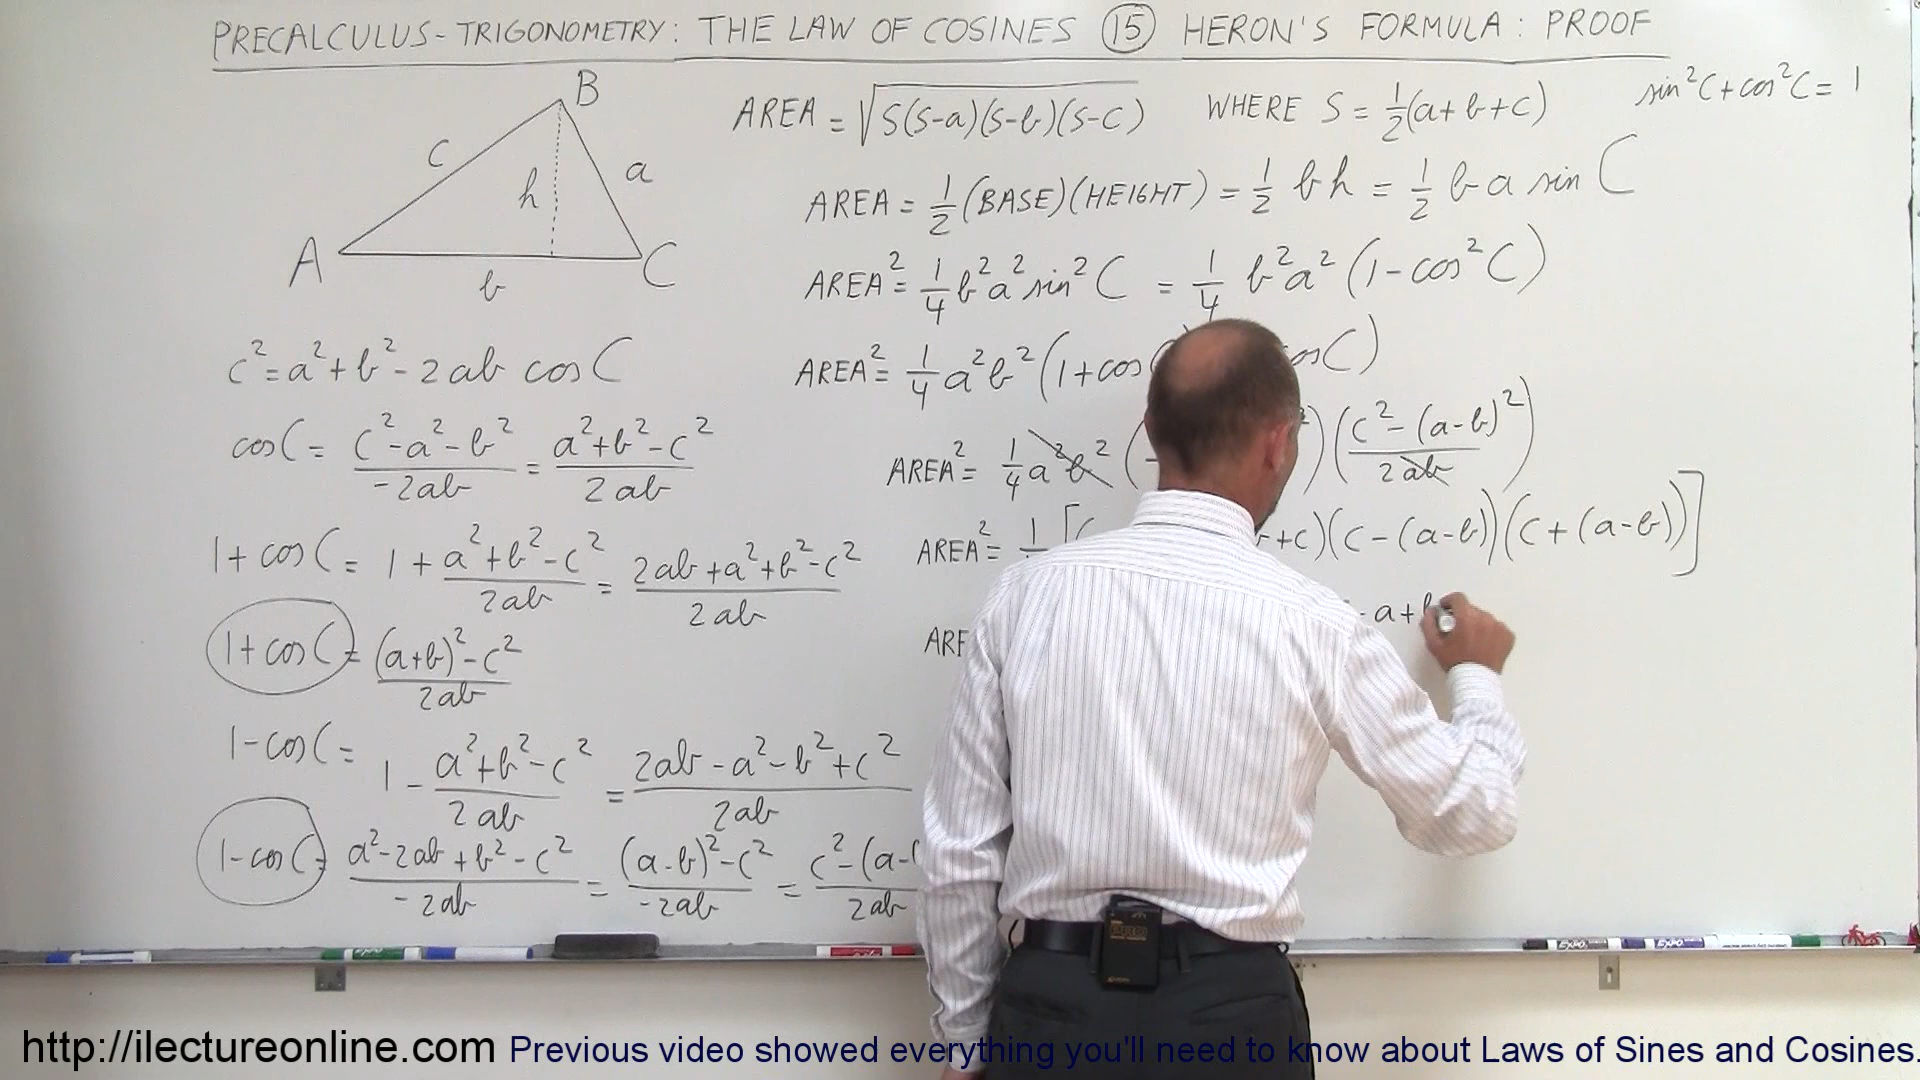 PRECALCULUS - TRIGONOMETRY: THE LAW OF COSINES (15) HERON'S FORMULA: PROOF
sin²C + cos²C = 1
AREA = √S(S-a)(S-b)(S-c) WHERE S = 1/2(a+b+c)
B
c
h
a
A
b
C
AREA = 1/2 (BASE)(HEIGHT) = 1/2 b h = 1/2 b a sin C
AREA² = 1/4 b²a² sin²C = 1/4 b²a² (1 - cos²C)
c² = a² + b² - 2ab cos C
AREA² = 1/4 a²b² (1 + cos C)
cos C = (c² - a² - b²)/(-2ab) = (a² + b² - c²)/(2ab)
AREA² = 1/4 a²b² ( ) ((c² - (a-b)²)/(2ab))
1 + cos C = 1 + (a² + b² - c²)/(2ab) = (2ab + a² + b² - c²)/(2ab)
AREA² = [( +c)(c - (a-b))(c + (a-b))]
1 + cos C = ((a+b)² - c²)/(2ab)
ARE - a + b
1 - cos C = 1 - (a² + b² - c²)/(2ab) = (2ab - a² - b² + c²)/(2ab)
1 - cos C = (a² - 2ab + b² - c²)/(-2ab) = ((a-b)² - c²)/(-2ab) = (c² - (a-)/(2ab)
EXPO EXPO
http://ilectureonline.com Previous video showed everything you'll need to know about Laws of Sines and Cosines.